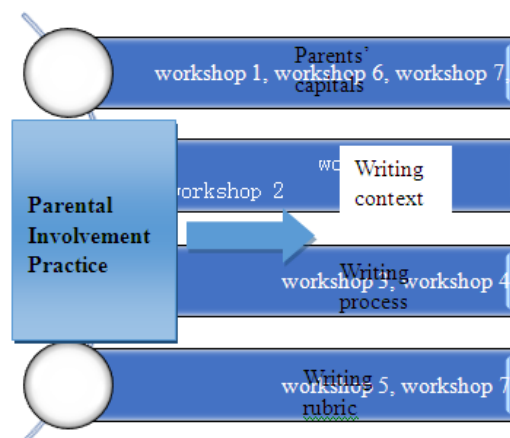 Parents’
workshop 1, workshop 6, workshop 7,
capitals
workshop 2
Writing
context
Parental
Involvement
Practice
Writing
workshop 3, workshop 4
process
Writing
workshop 5, workshop 7
rubric